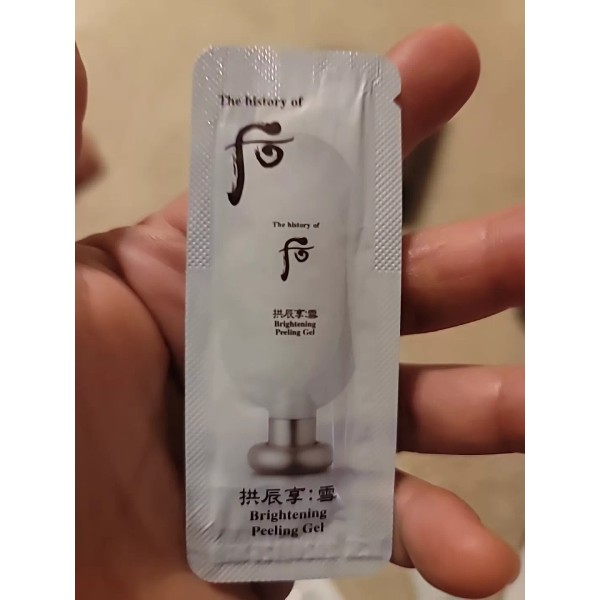 The history of
后
The history of
后
拱辰享:雪
Brightening
Peeling Gel
拱辰享:雪
Brightening
Peeling Gel